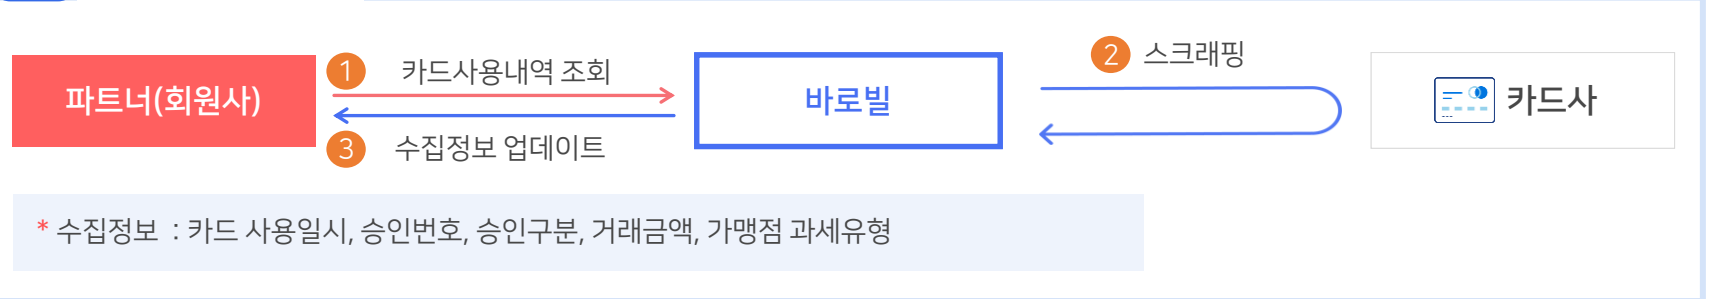 파트너(회원사)
1 카드사용내역 조회
3 수집정보 업데이트
바로빌
2 스크래핑
카드사
* 수집정보 : 카드 사용일시, 승인번호, 승인구분, 거래금액, 가맹점 과세유형